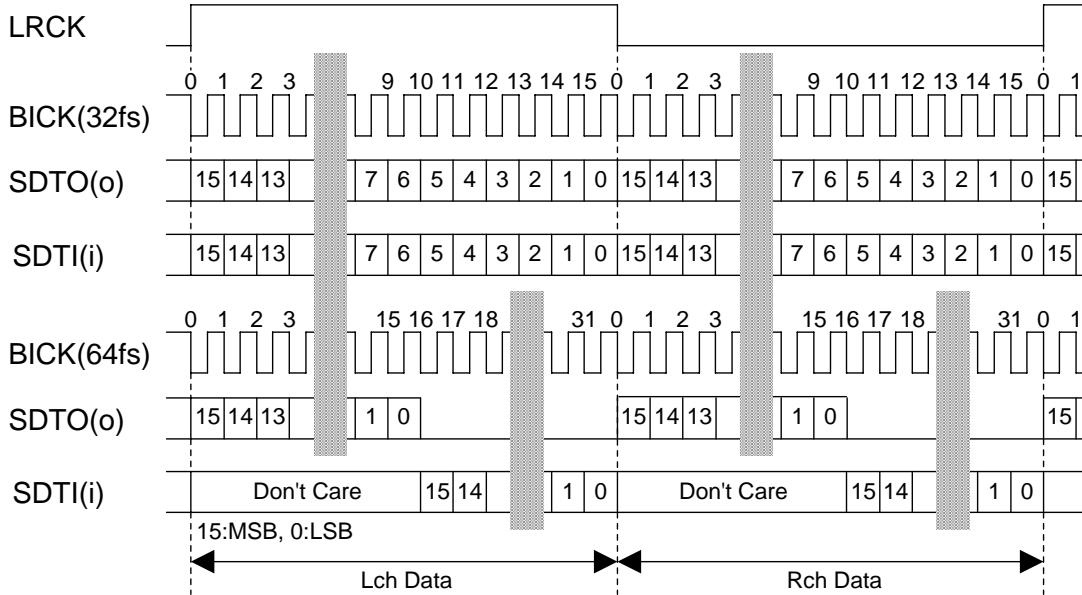 LRCK
0 1 2 3 9 10 11 12 13 14 15 0 1 2 3 9 10 11 12 13 14 15 0 1
BICK(32fs)
SDTO(o) 15 14 13 7 6 5 4 3 2 1 0 15 14 13 7 6 5 4 3 2 1 0 15
SDTI(i) 15 14 13 7 6 5 4 3 2 1 0 15 14 13 7 6 5 4 3 2 1 0 15
0 1 2 3 15 16 17 18 31 0 1 2 3 15 16 17 18 31 0 1
BICK(64fs)
SDTO(o) 15 14 13 1 0 15 14 13 1 0 15
SDTI(i) Don't Care 15 14 1 0 Don't Care 15 14 1 0
15:MSB, 0:LSB
Lch Data Rch Data